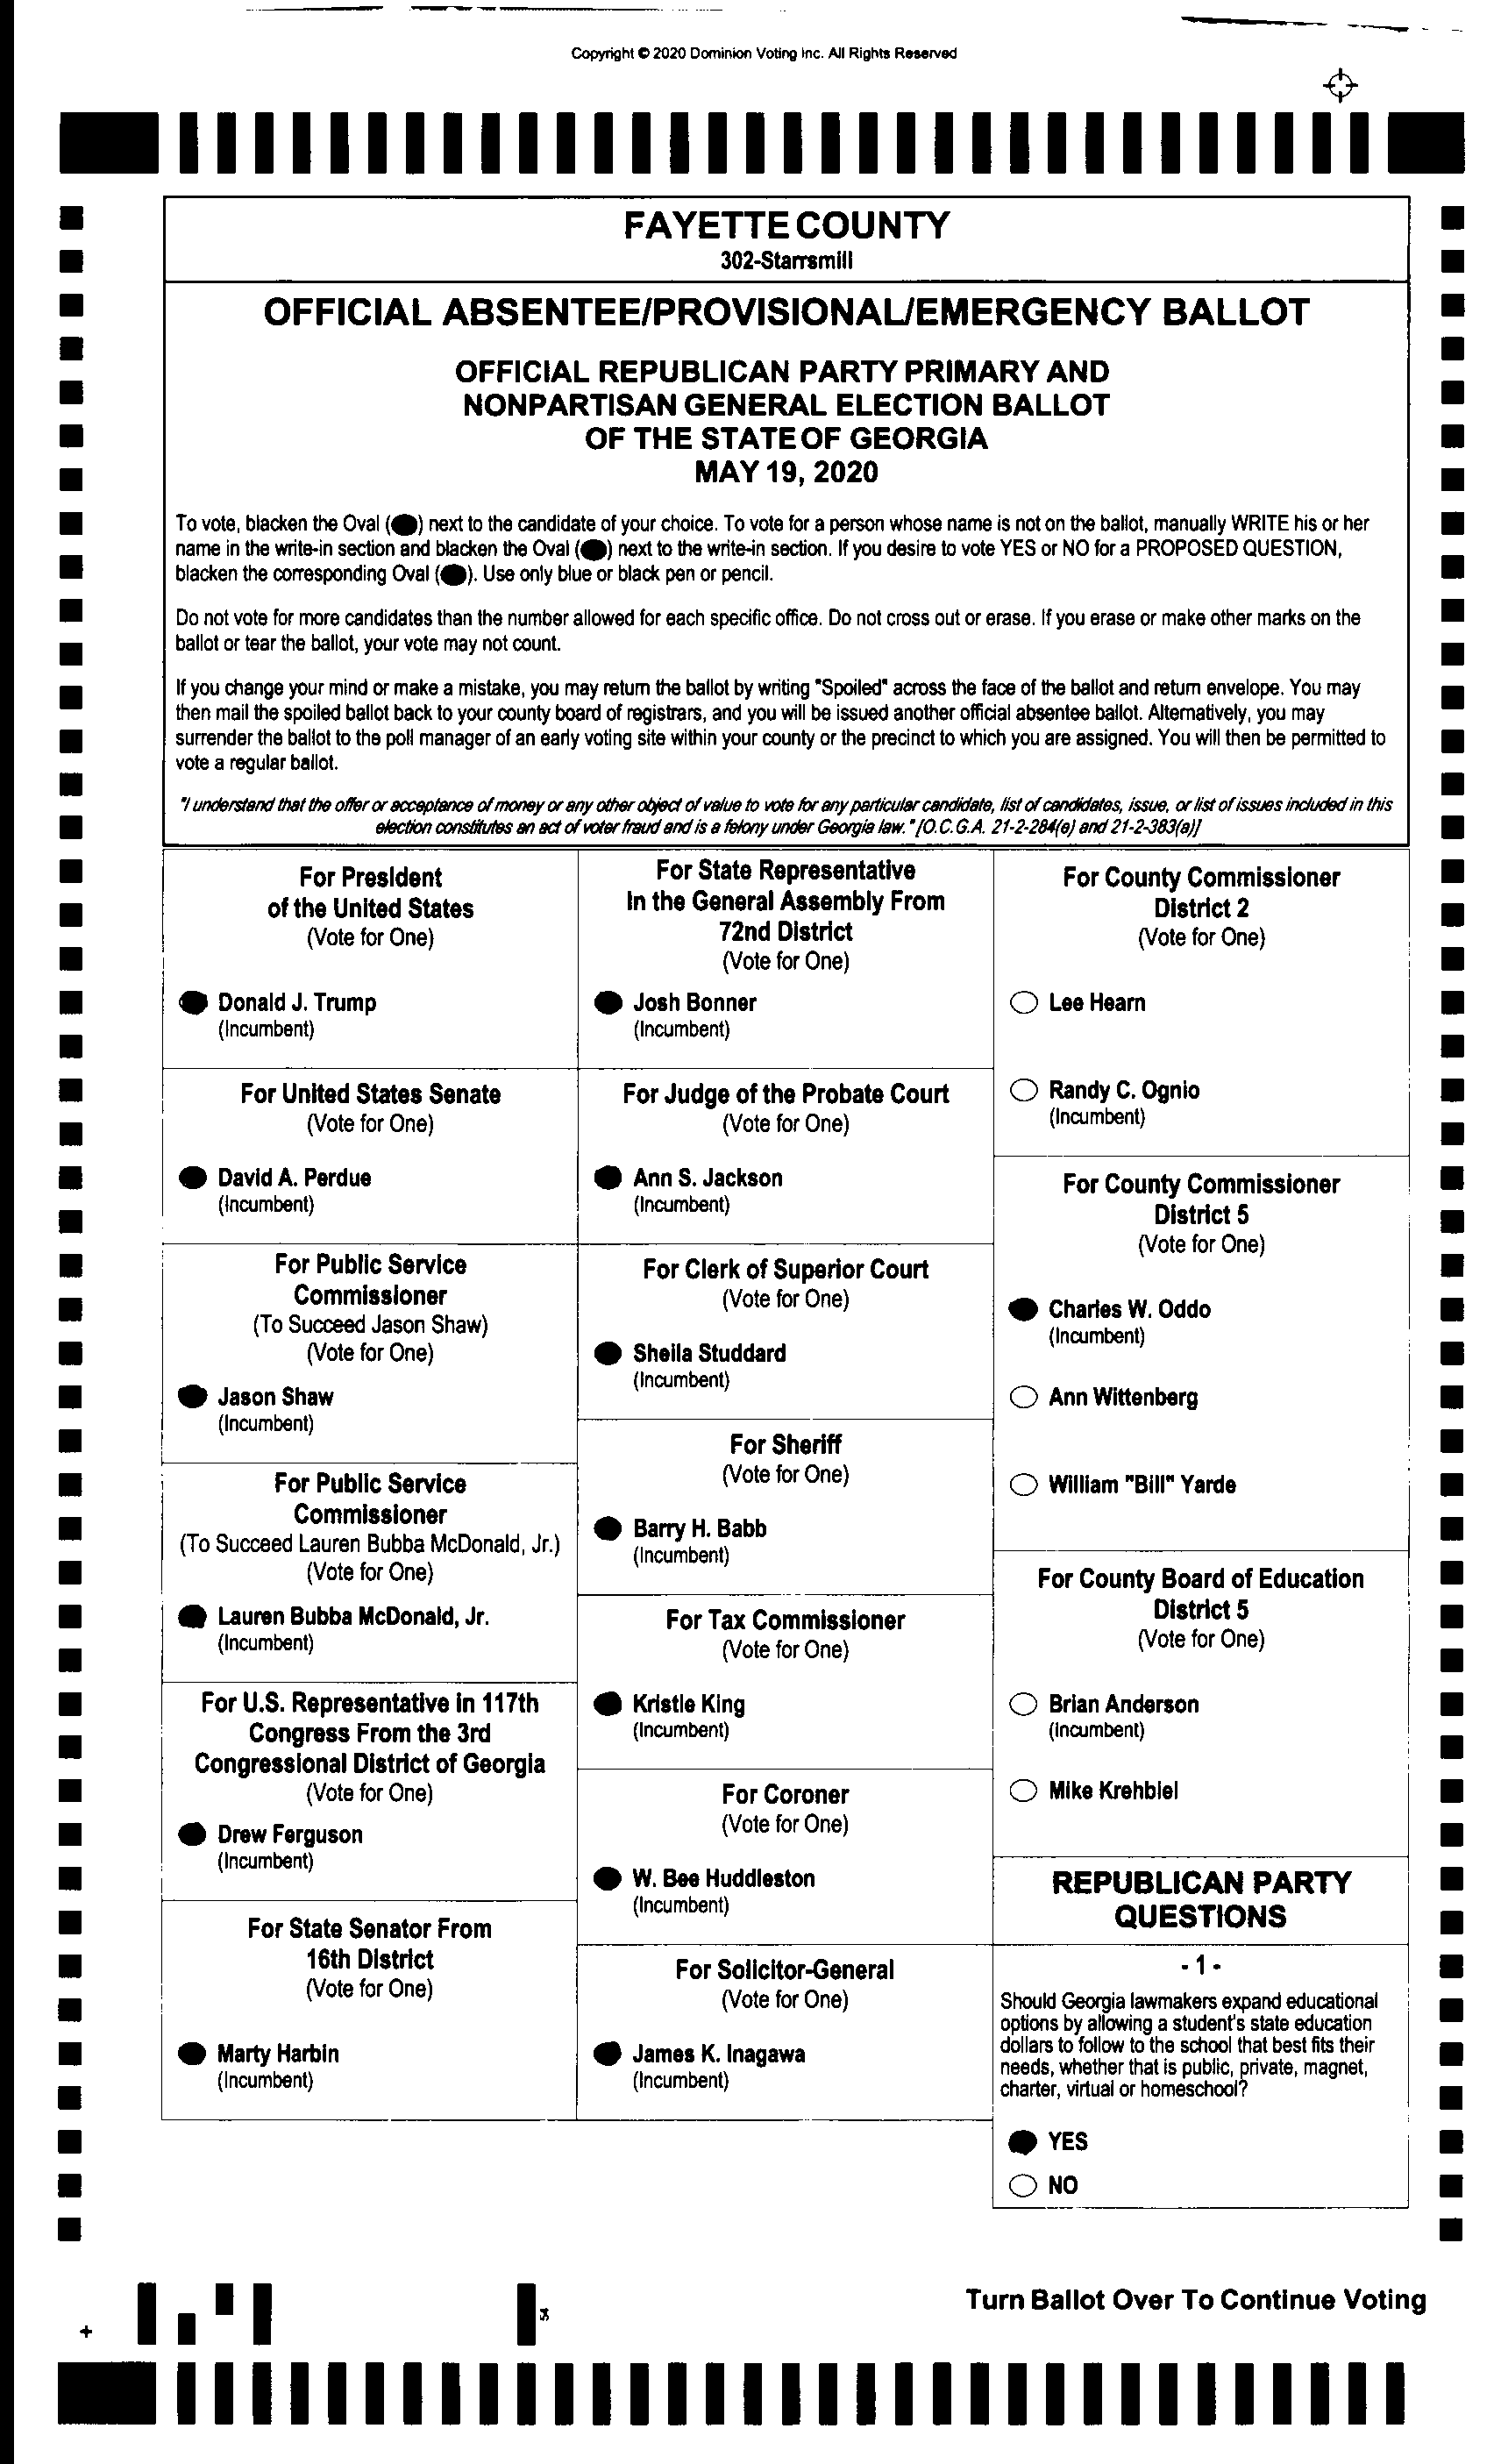 Copyright © 2020 Dominion Voting Inc. All Rights Reserved
FAYETTE COUNTY
302-Starrsmill
OFFICIAL ABSENTEE/PROVISIONAL/EMERGENCY BALLOT
OFFICIAL REPUBLICAN PARTY PRIMARY AND
NONPARTISAN GENERAL ELECTION BALLOT
OF THE STATE OF GEORGIA
MAY 19, 2020
To vote, blacken the Oval ( ) next to the candidate of your choice. To vote for a person whose name is not on the ballot, manually WRITE his or her
name in the write-in section and blacken the Oval ( ) next to the write-in section. If you desire to vote YES or NO for a PROPOSED QUESTION,
blacken the corresponding Oval ( ). Use only blue or black pen or pencil.
Do not vote for more candidates than the number allowed for each specific office. Do not cross out or erase. If you erase or make other marks on the
ballot or tear the ballot, your vote may not count.
If you change your mind or make a mistake, you may return the ballot by writing "Spoiled" across the face of the ballot and return envelope. You may
then mail the spoiled ballot back to your county board of registrars, and you will be issued another official absentee ballot. Alternatively, you may
surrender the ballot to the poll manager of an early voting site within your county or the precinct to which you are assigned. You will then be permitted to
vote a regular ballot.
"I understand that the offer or acceptance of money or any other object of value to vote for any particular candidate, list of candidates, issue, or list of issues included in this
election constitutes an act of voter fraud and is a felony under Georgia law." [O.C.G.A. 21-2-284(e) and 21-2-383(a)]
For President
of the United States
(Vote for One)
Donald J. Trump
(Incumbent)
For United States Senate
(Vote for One)
David A. Perdue
(Incumbent)
For Public Service
Commissioner
(To Succeed Jason Shaw)
(Vote for One)
Jason Shaw
(Incumbent)
For Public Service
Commissioner
(To Succeed Lauren Bubba McDonald, Jr.)
(Vote for One)
Lauren Bubba McDonald, Jr.
(Incumbent)
For U.S. Representative in 117th
Congress From the 3rd
Congressional District of Georgia
(Vote for One)
Drew Ferguson
(Incumbent)
For State Senator From
16th District
(Vote for One)
Marty Harbin
(Incumbent)
For State Representative
In the General Assembly From
72nd District
(Vote for One)
Josh Bonner
(Incumbent)
For Judge of the Probate Court
(Vote for One)
Ann S. Jackson
(Incumbent)
For Clerk of Superior Court
(Vote for One)
Sheila Studdard
(Incumbent)
For Sheriff
(Vote for One)
Barry H. Babb
(Incumbent)
For Tax Commissioner
(Vote for One)
Kristie King
(Incumbent)
For Coroner
(Vote for One)
W. Bee Huddleston
(Incumbent)
For Solicitor-General
(Vote for One)
James K. Inagawa
(Incumbent)
For County Commissioner
District 2
(Vote for One)
Lee Hearn
Randy C. Ognio
(Incumbent)
For County Commissioner
District 5
(Vote for One)
Charles W. Oddo
(Incumbent)
Ann Wittenberg
William "Bill" Yarde
For County Board of Education
District 5
(Vote for One)
Brian Anderson
(Incumbent)
Mike Krehbiel
REPUBLICAN PARTY
QUESTIONS
- 1 -
Should Georgia lawmakers expand educational
options by allowing a student's state education
dollars to follow to the school that best fits their
needs, whether that is public, private, magnet,
charter, virtual or homeschool?
YES
NO
Turn Ballot Over To Continue Voting